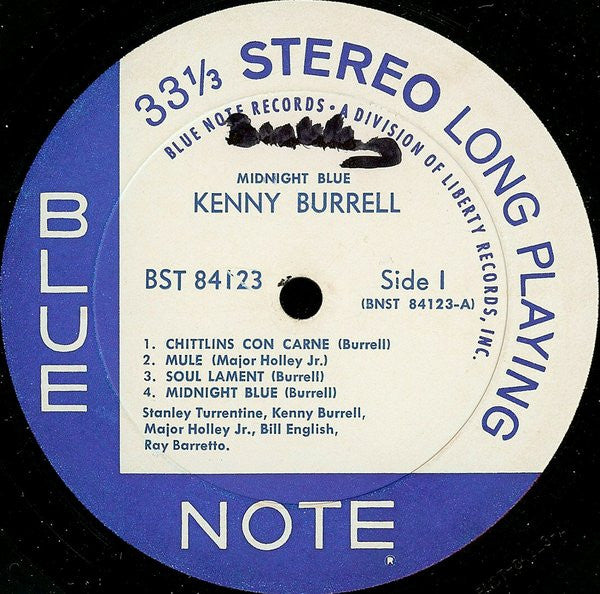 33⅓ STEREO LONG PLAYING
BLUE NOTE RECORDS • A DIVISION OF LIBERTY RECORDS, INC.
MIDNIGHT BLUE
KENNY BURRELL
BST 84123
Side 1
(BNST 84123-A)
1. CHITTLINS CON CARNE (Burrell)
2. MULE (Major Holley Jr.)
3. SOUL LAMENT (Burrell)
4. MIDNIGHT BLUE (Burrell)
Stanley Turrentine, Kenny Burrell,
Major Holley Jr., Bill English,
Ray Barretto.
BLUE
NOTE®